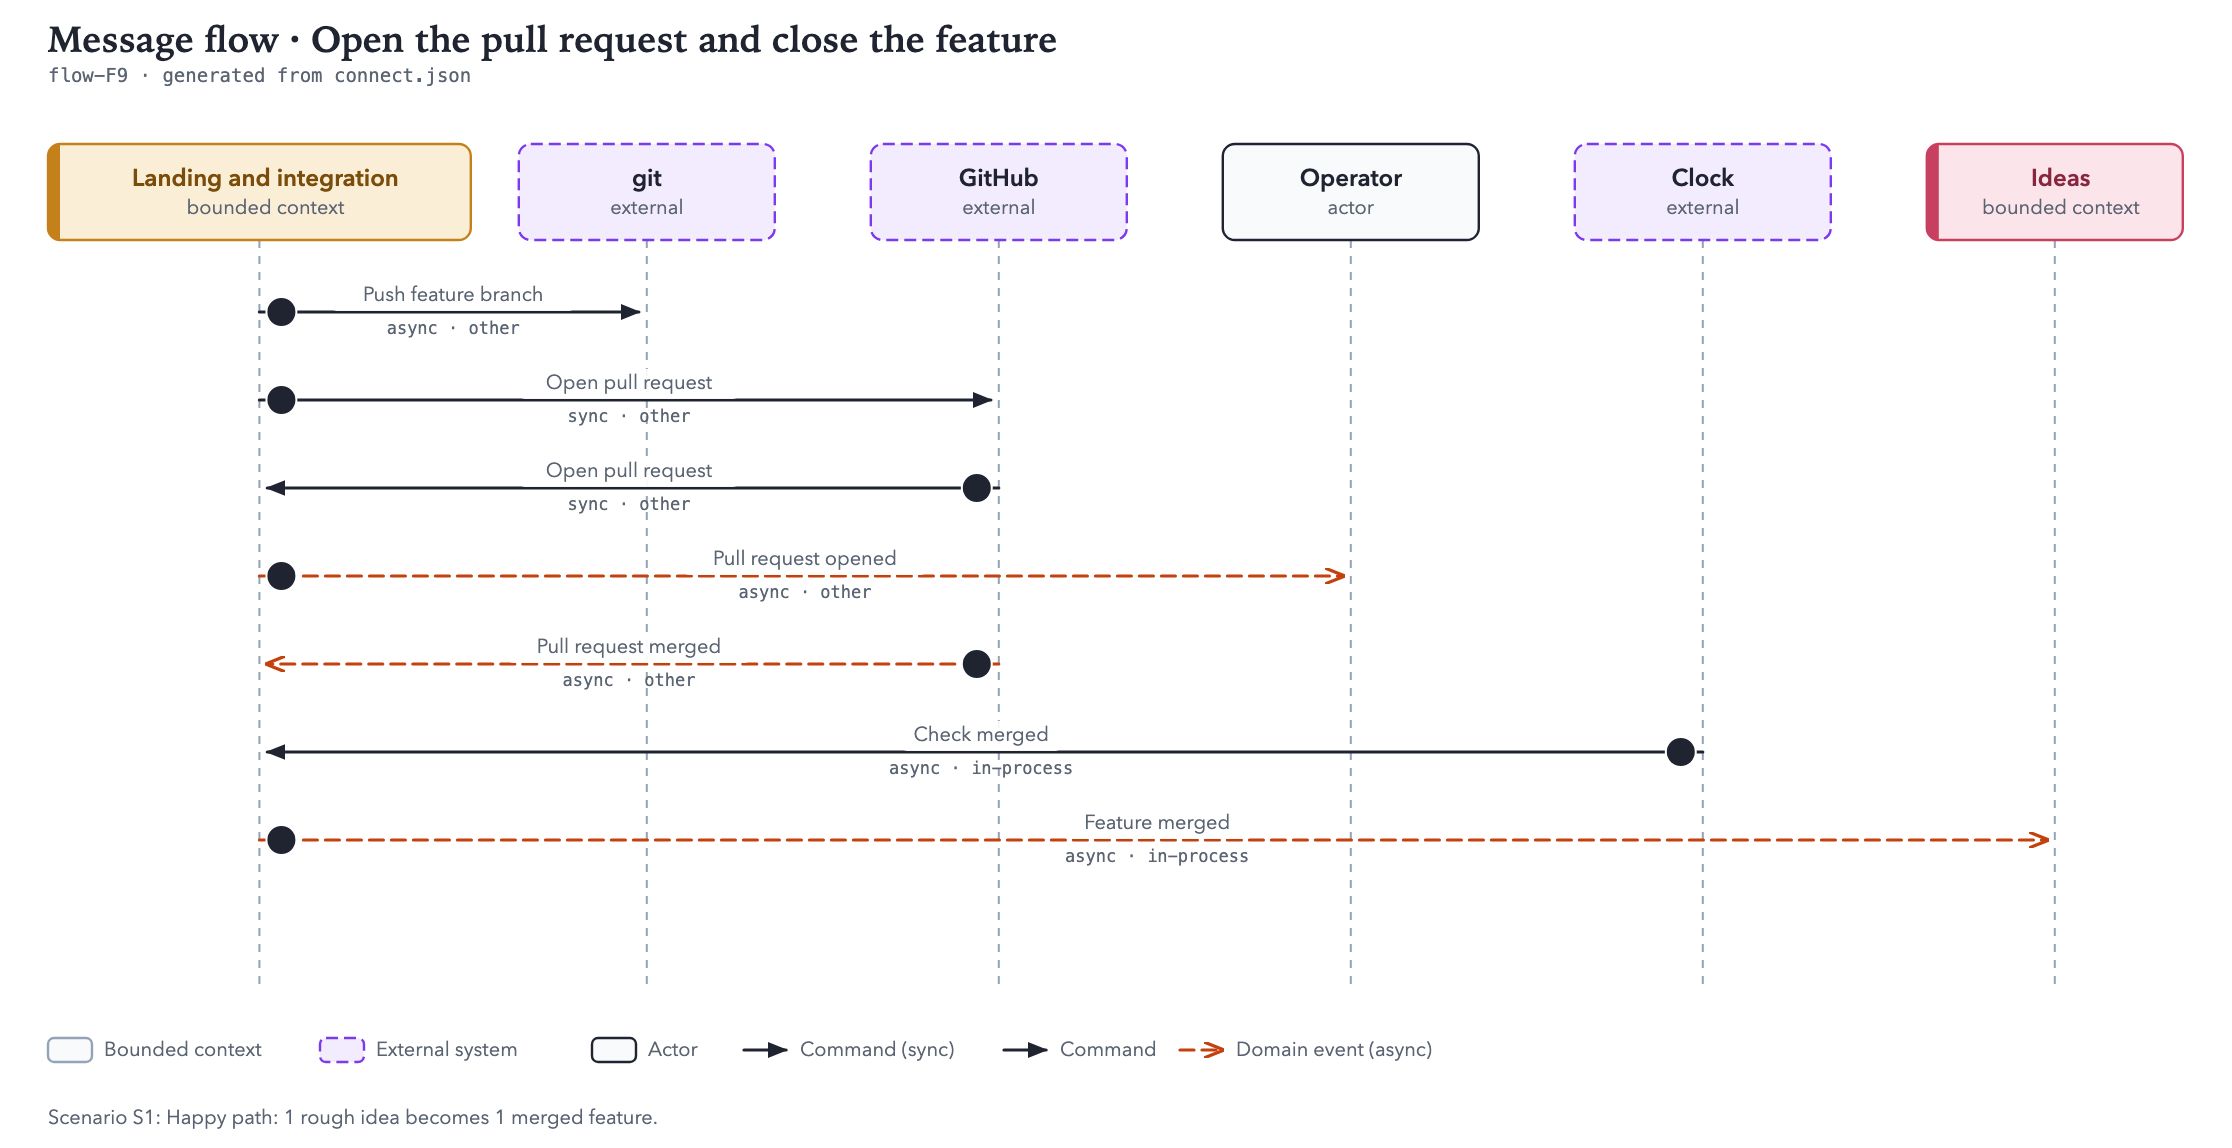 Message flow · Open the pull request and close the feature
flow-F9 · generated from connect.json
Landing and integration
bounded context
git
external
GitHub
external
Operator
actor
Clock
external
Ideas
bounded context
Push feature branch
async · other
Open pull request
sync · other
Open pull request
sync · other
Pull request opened
async · other
Pull request merged
async · other
Check merged
async · in-process
Feature merged
async · in-process
Bounded context
External system
Actor
Command (sync)
Command
Domain event (async)
Scenario S1: Happy path: 1 rough idea becomes 1 merged feature.